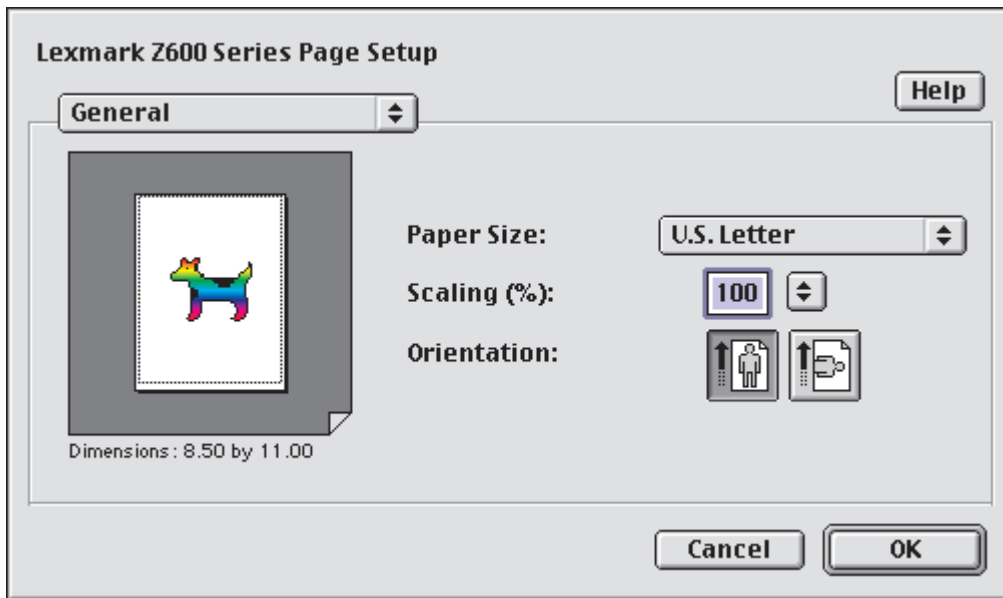 Lexmark Z600 Series Page Setup
Help
General
Paper Size: U.S. Letter
Scaling (%): 100
Orientation:
Dimensions: 8.50 by 11.00
Cancel OK